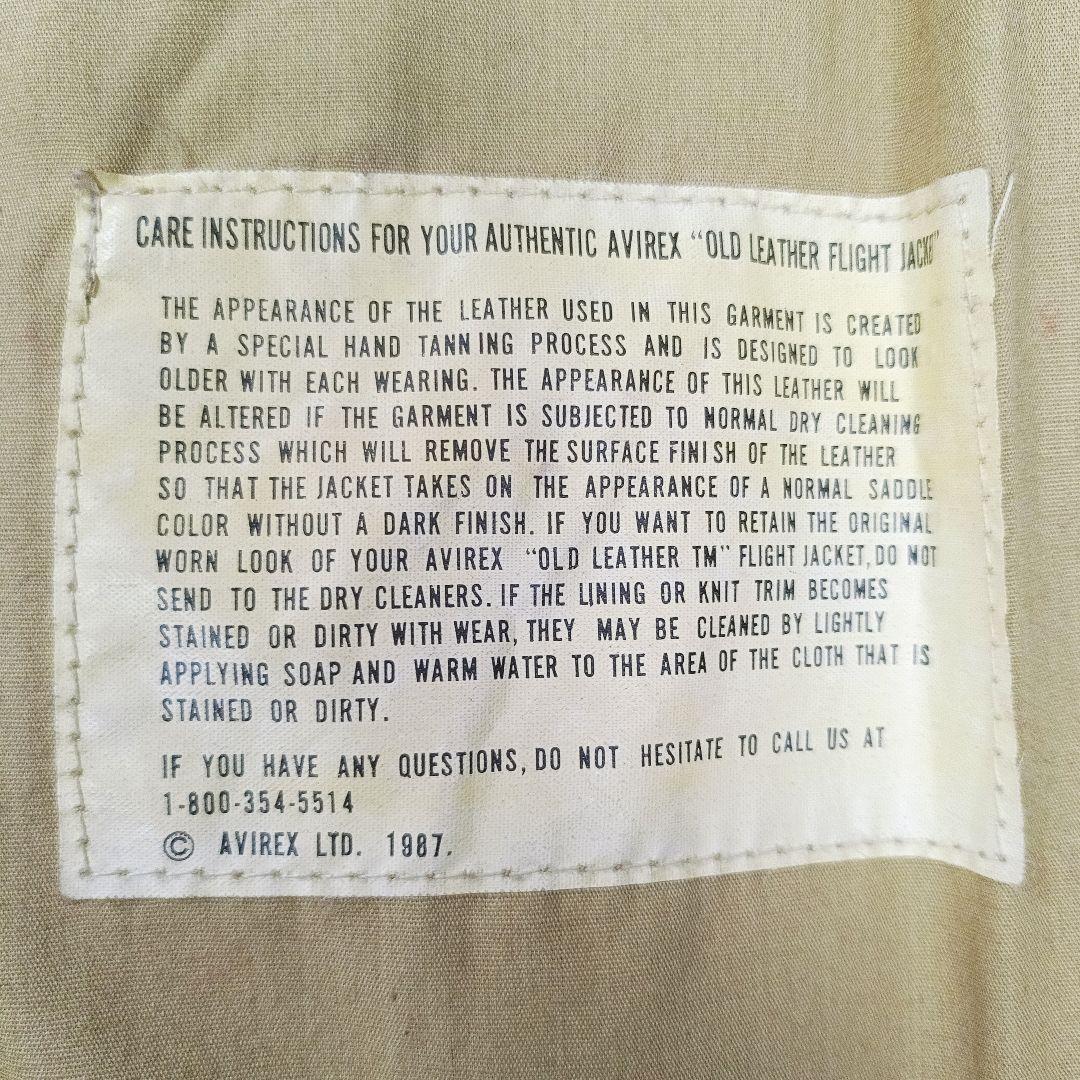 CARE INSTRUCTIONS FOR YOUR AUTHENTIC AVIREX "OLD LEATHER FLIGHT JACKET"
THE APPEARANCE OF THE LEATHER USED IN THIS GARMENT IS CREATED
BY A SPECIAL HAND TANNING PROCESS AND IS DESIGNED TO LOOK
OLDER WITH EACH WEARING. THE APPEARANCE OF THIS LEATHER WILL
BE ALTERED IF THE GARMENT IS SUBJECTED TO NORMAL DRY CLEANING
PROCESS WHICH WILL REMOVE THE SURFACE FINISH OF THE LEATHER
SO THAT THE JACKET TAKES ON THE APPEARANCE OF A NORMAL SADDLE
COLOR WITHOUT A DARK FINISH. IF YOU WANT TO RETAIN THE ORIGINAL
WORN LOOK OF YOUR AVIREX "OLD LEATHER TM" FLIGHT JACKET, DO NOT
SEND TO THE DRY CLEANERS. IF THE LINING OR KNIT TRIM BECOMES
STAINED OR DIRTY WITH WEAR, THEY MAY BE CLEANED BY LIGHTLY
APPLYING SOAP AND WARM WATER TO THE AREA OF THE CLOTH THAT IS
STAINED OR DIRTY.
IF YOU HAVE ANY QUESTIONS, DO NOT HESITATE TO CALL US AT
1-800-354-5514
© AVIREX LTD. 1987.